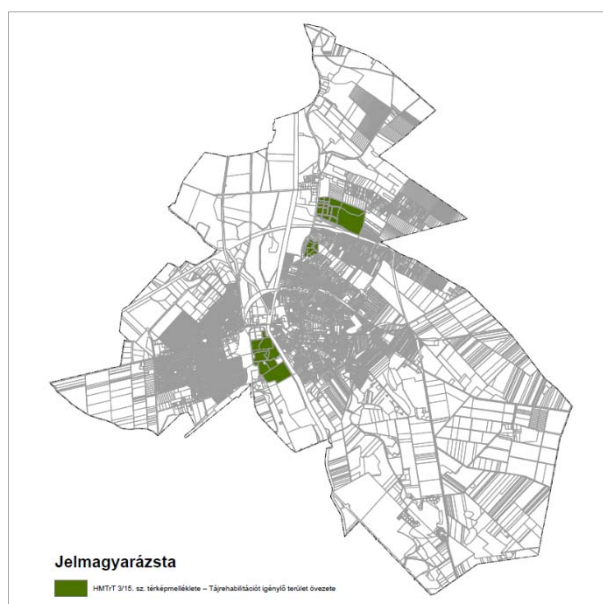 Jelmagyarázsta
HMTrT 3/15. sz. térképmelléklete – Tájrehabilitációt igénylő terület övezete